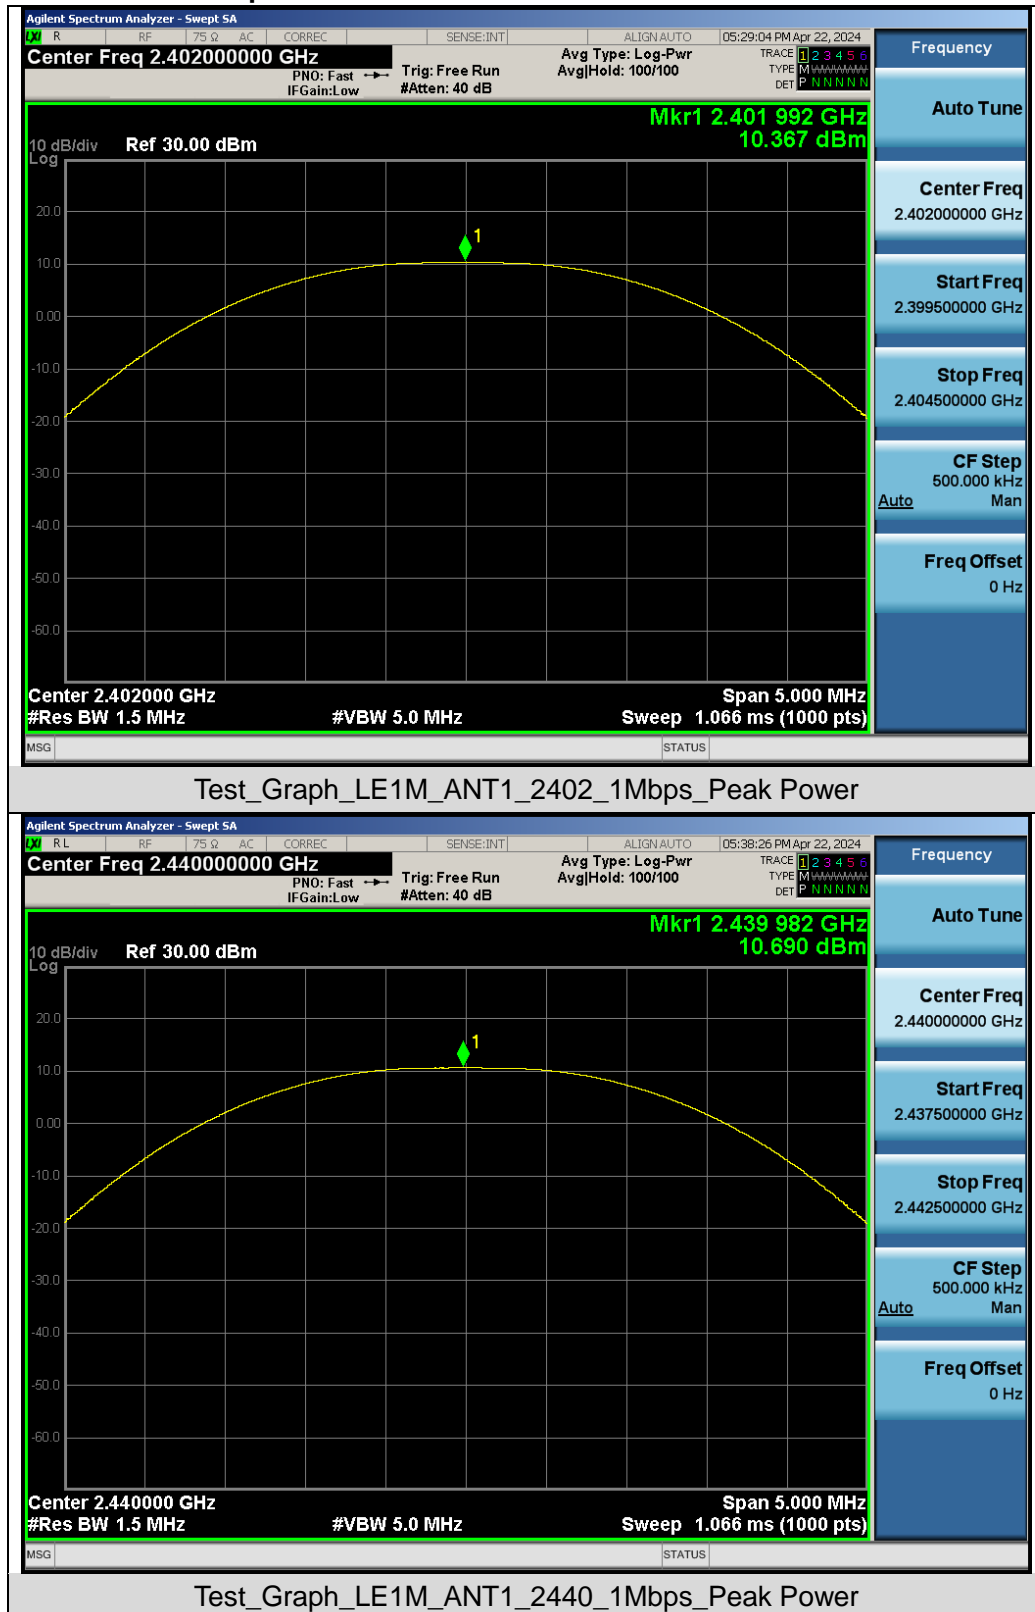 Agilent Spectrum Analyzer - Swept SA
LXI R RF 75 Ω AC CORREC SENSE:INT ALIGN AUTO 05:29:04 PM Apr 22, 2024
Center Freq 2.402000000 GHz
PNO: Fast
IFGain:Low
Trig: Free Run
#Atten: 40 dB
Avg Type: Log-Pwr
Avg|Hold: 100/100
TRACE 1 2 3 4 5 6
TYPE M
DET P N N N N N
Frequency
Mkr1 2.401 992 GHz
10.367 dBm
10 dB/div Ref 30.00 dBm
Log
20.0
1
10.0
0.00
-10.0
-20.0
-30.0
-40.0
-50.0
-60.0
Center 2.402000 GHz Span 5.000 MHz
#Res BW 1.5 MHz #VBW 5.0 MHz Sweep 1.066 ms (1000 pts)
MSG STATUS
Auto Tune
Center Freq
2.402000000 GHz
Start Freq
2.399500000 GHz
Stop Freq
2.404500000 GHz
CF Step
500.000 kHz
Auto Man
Freq Offset
0 Hz
Test_Graph_LE1M_ANT1_2402_1Mbps_Peak Power
Agilent Spectrum Analyzer - Swept SA
LXI R L RF 75 Ω AC CORREC SENSE:INT ALIGN AUTO 05:38:26 PM Apr 22, 2024
Center Freq 2.440000000 GHz
PNO: Fast
IFGain:Low
Trig: Free Run
#Atten: 40 dB
Avg Type: Log-Pwr
Avg|Hold: 100/100
TRACE 1 2 3 4 5 6
TYPE M
DET P N N N N N
Frequency
Mkr1 2.439 982 GHz
10.690 dBm
10 dB/div Ref 30.00 dBm
Log
20.0
1
10.0
0.00
-10.0
-20.0
-30.0
-40.0
-50.0
-60.0
Center 2.440000 GHz Span 5.000 MHz
#Res BW 1.5 MHz #VBW 5.0 MHz Sweep 1.066 ms (1000 pts)
MSG STATUS
Auto Tune
Center Freq
2.440000000 GHz
Start Freq
2.437500000 GHz
Stop Freq
2.442500000 GHz
CF Step
500.000 kHz
Auto Man
Freq Offset
0 Hz
Test_Graph_LE1M_ANT1_2440_1Mbps_Peak Power